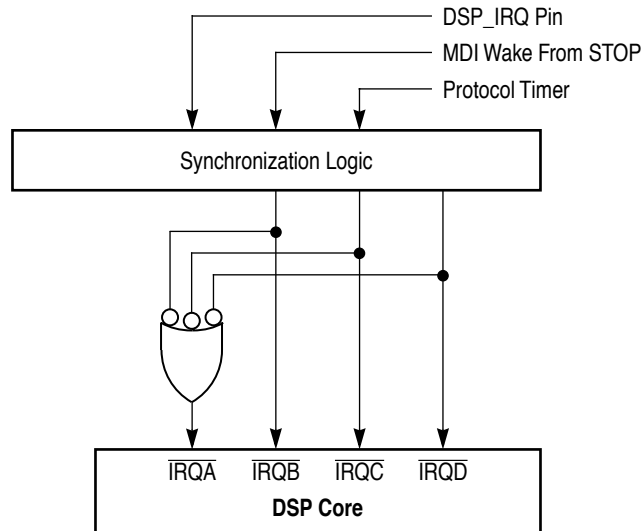 DSP_IRQ Pin
MDI Wake From STOP
Protocol Timer
Synchronization Logic
IRQA IRQB IRQC IRQD
DSP Core